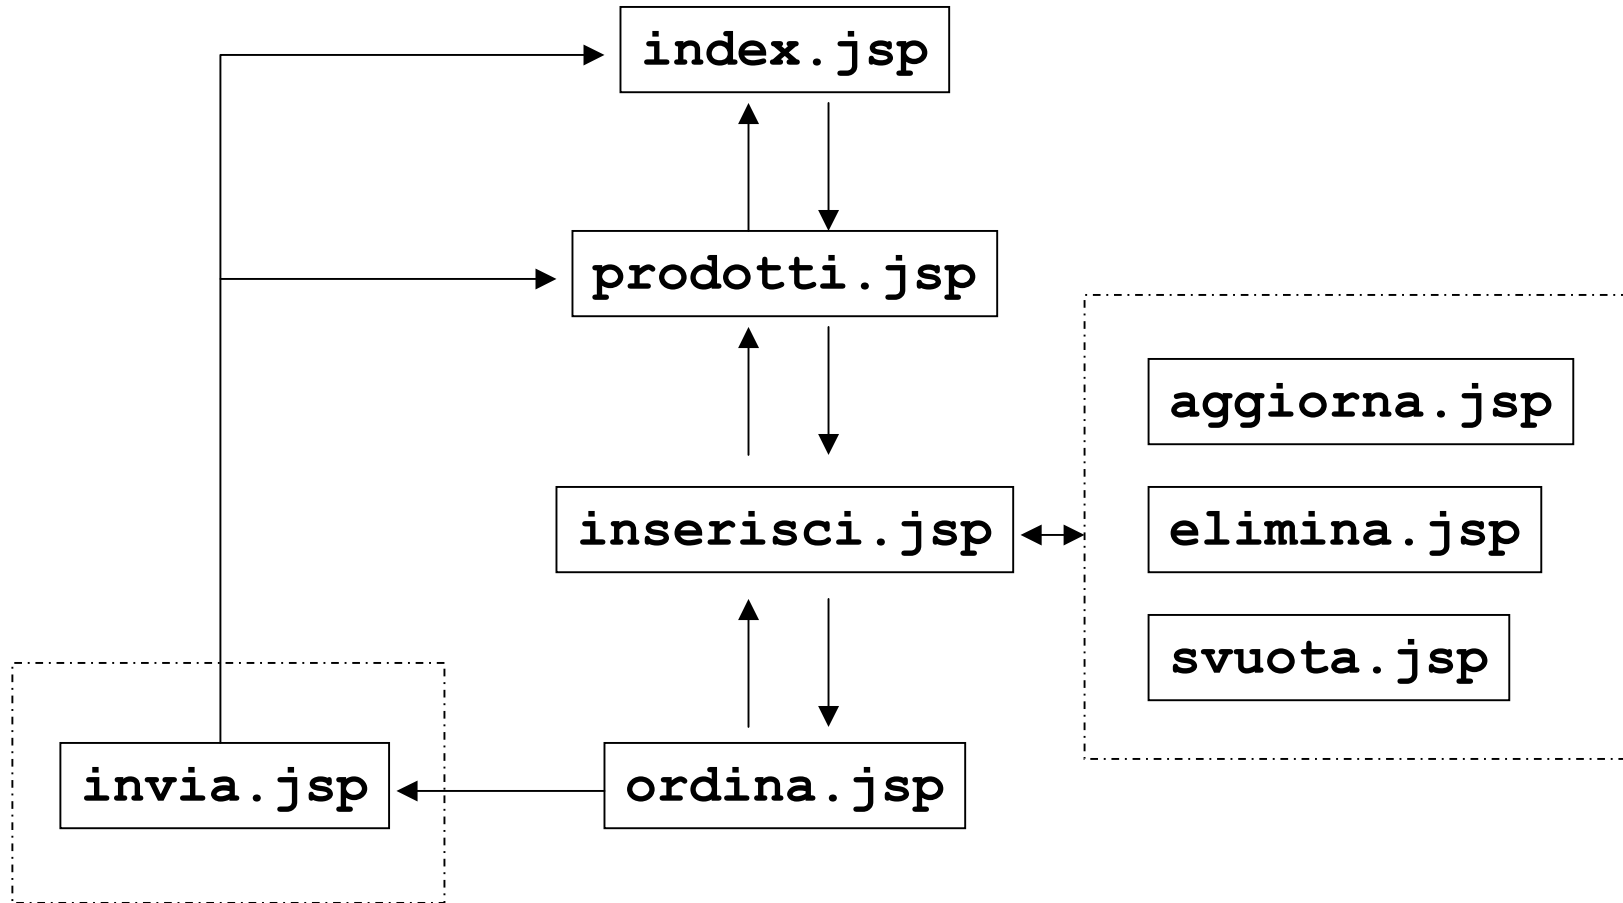 index.jsp
prodotti.jsp
aggiorna.jsp
inserisci.jsp
elimina.jsp
svuota.jsp
invia.jsp
ordina.jsp